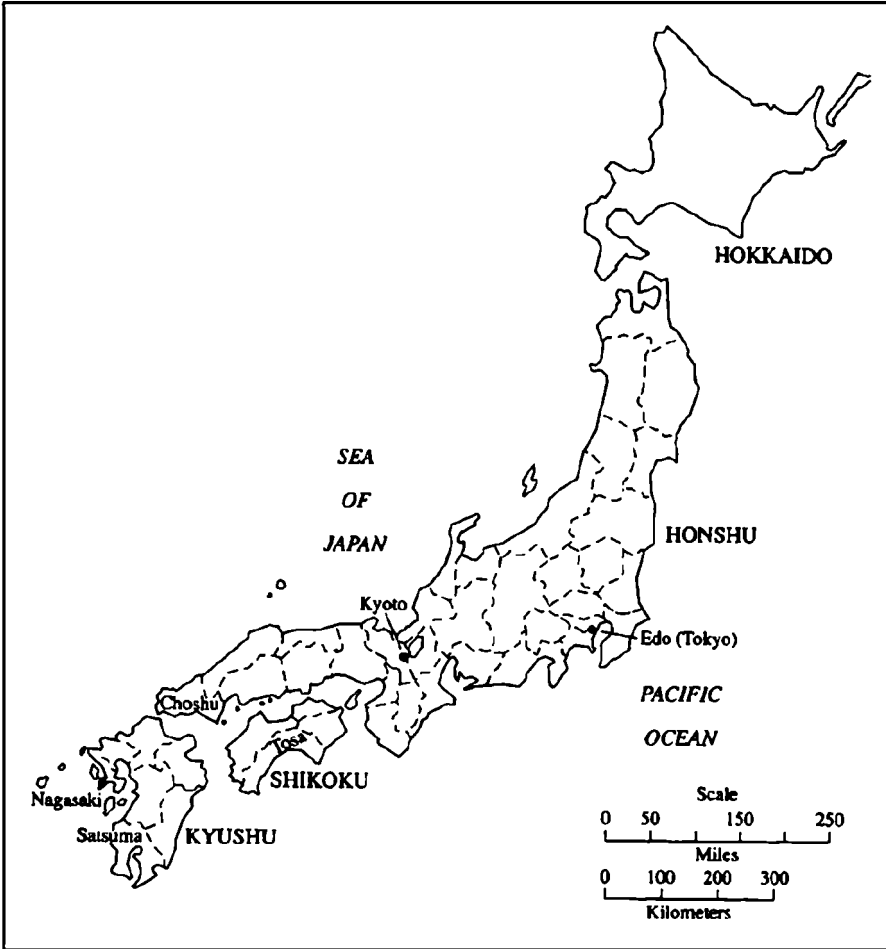 HOKKAIDO
SEA
OF
JAPAN
HONSHU
Kyoto
Edo (Tokyo)
PACIFIC
OCEAN
Choshu
Tosa
SHIKOKU
Nagasaki
Satsuma
KYUSHU
Scale
0 50 150 250
Miles
0 100 200 300
Kilometers